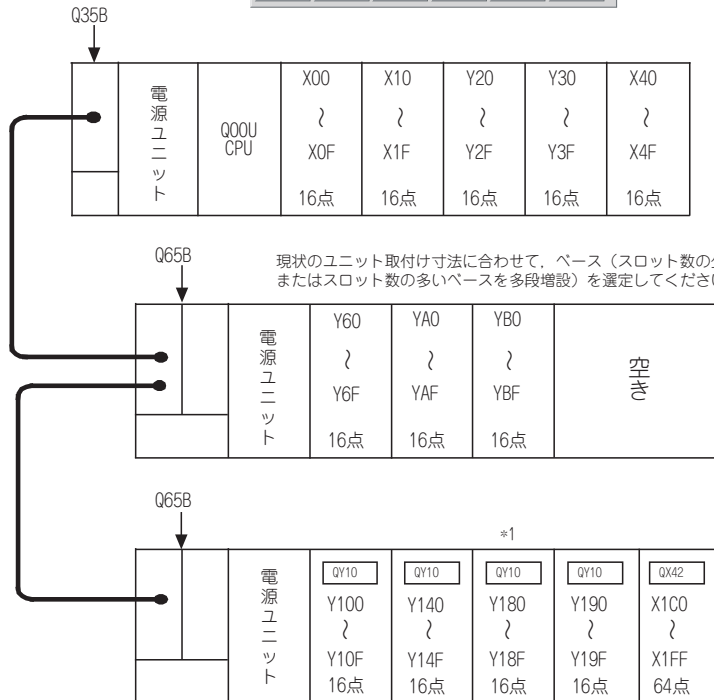 Q35B
電源ユニット
Q00U
CPU
X00
～
X0F
16点
X10
～
X1F
16点
Y20
～
Y2F
16点
Y30
～
Y3F
16点
X40
～
X4F
16点
Q65B
現状のユニット取付け寸法に合わせて，ベース（スロット数の
またはスロット数の多いベースを多段増設）を選定してくださ
電源ユニット
Y60
～
Y6F
16点
YA0
～
YAF
16点
YB0
～
YBF
16点
空き
Q65B
*1
電源ユニット
QY10
Y100
～
Y10F
16点
QY10
Y140
～
Y14F
16点
QY10
Y180
～
Y18F
16点
QY10
Y190
～
Y19F
16点
QX42
X1C0
～
X1FF
64点